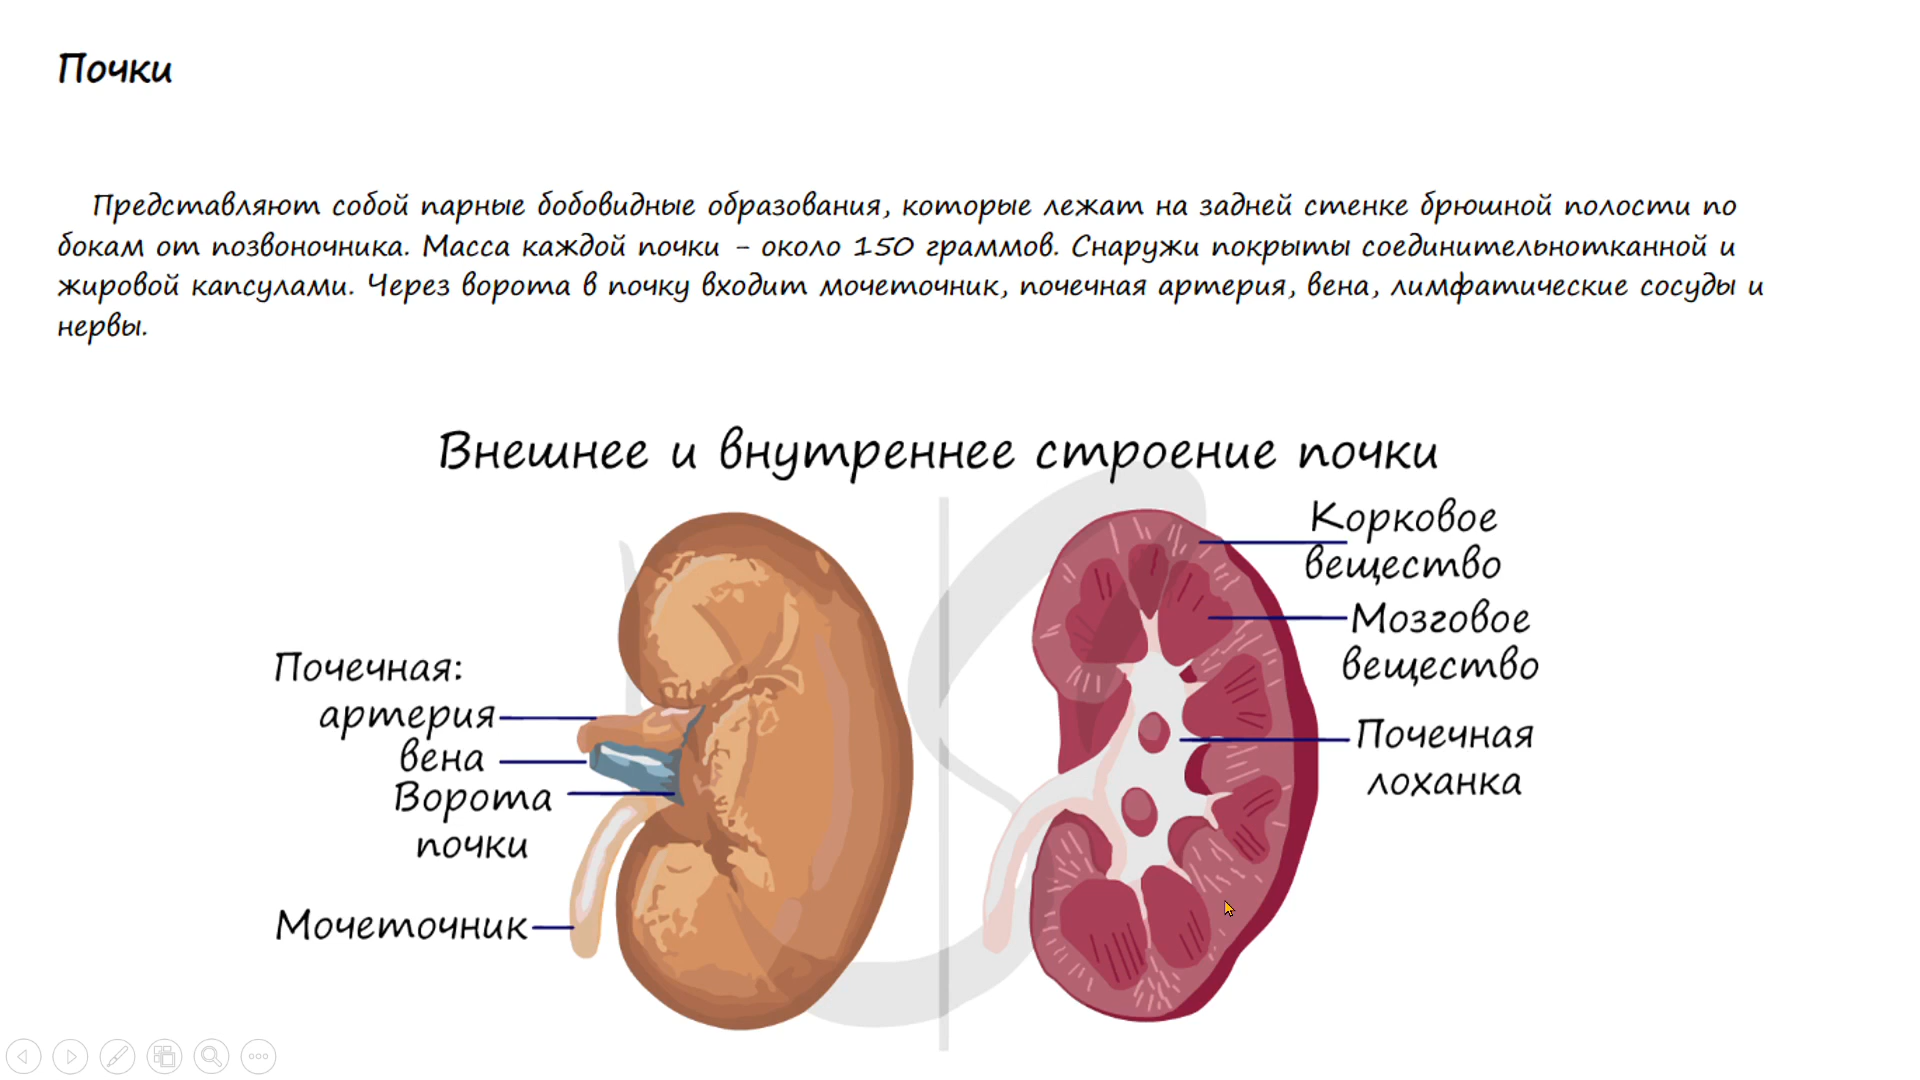 Почки
Представляют собой парные бобовидные образования, которые лежат на задней стенке брюшной полости по
бокам от позвоночника. Масса каждой почки - около 150 граммов. Снаружи покрыты соединительнотканной и
жировой капсулами. Через ворота в почку входит мочеточник, почечная артерия, вена, лимфатические сосуды и
нервы.
Внешнее и внутреннее строение почки
Почечная:
артерия
вена
Ворота
почки
Мочеточник
Корковое
вещество
Мозговое
вещество
Почечная
лоханка